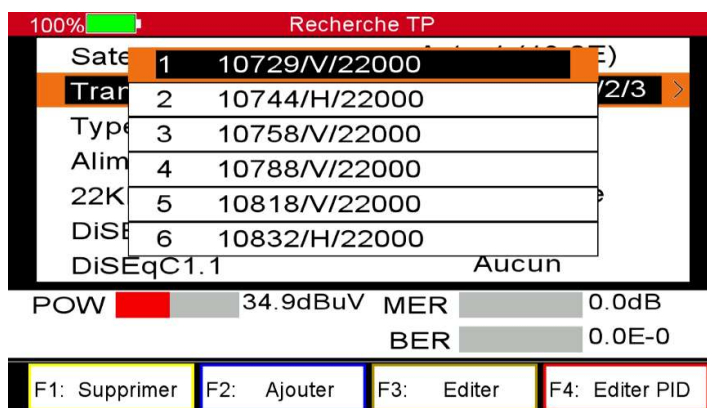 100% Recherche TP
Sate
1 10729/V/22000
Tran /2/3 >
2 10744/H/22000
Type
3 10758/V/22000
Alim
4 10788/V/22000
22K
5 10818/V/22000
DiSE
6 10832/H/22000
DiSEqC1.1 Aucun
POW 34.9dBuV MER 0.0dB
BER 0.0E-0
F1: Supprimer F2: Ajouter F3: Editer F4: Editer PID